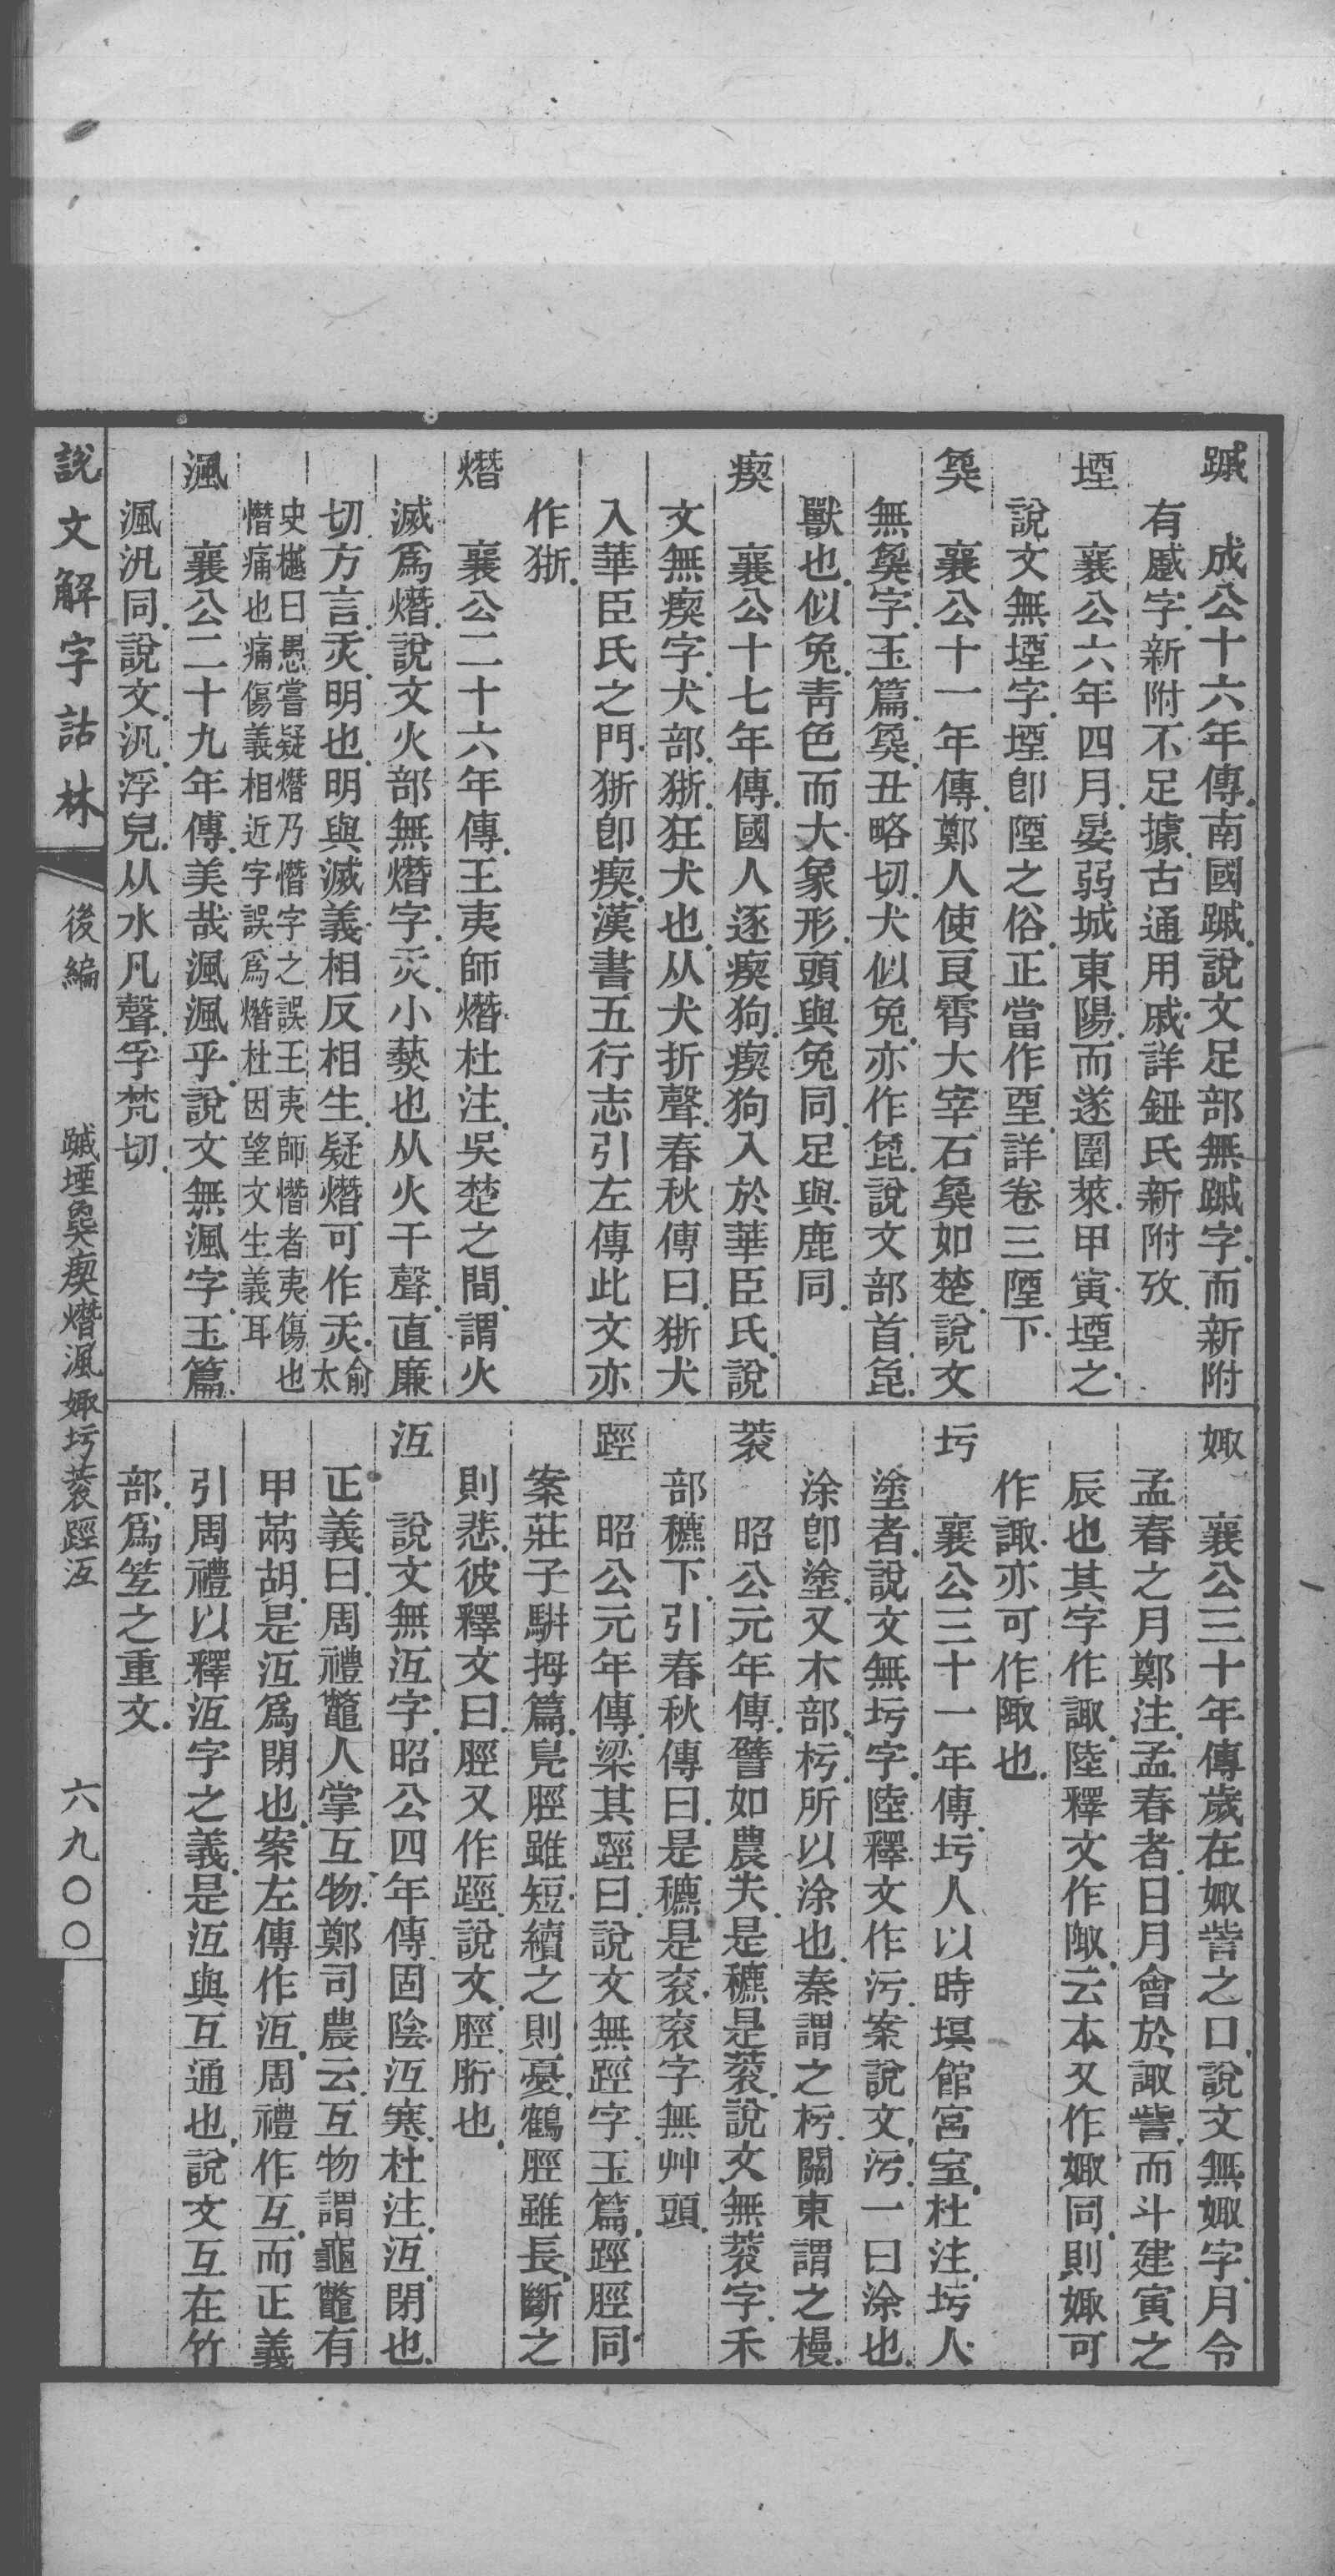 蹙　成公十六年傳南國䠞說文足部無䠞字而新附
有蹙字新附不足據古通用戚詳鈕氏新附攷
堙　襄公六年四月晏弱城東陽而遂圍萊甲寅堙之
說文無堙字堙卽陻之俗正當作垔詳卷三陻下
㚟　襄公十一年傳鄭人使良霄大宰石㚟如楚說文
無㚟字玉篇㚟丑略切犬似兔亦作㲋說文部首㲋
獸也似兔靑色而大象形頭與兔同足與鹿同
瘈　襄公十七年傳國人逐瘈狗瘈狗入於華臣氏說
文無瘈字犬部狾狂犬也从犬折聲春秋傳曰狾犬
入華臣氏之門狾卽瘈漢書五行志引左傳此文亦
作狾
熸　襄公二十六年傳王夷師熸杜注吳楚之間謂火
滅爲熸說文火部無熸字灻小爇也从火干聲直廉
切方言灻明也明與滅義相反相生疑熸可作灻俞太
史樾曰愚嘗疑熸乃憯字之誤王夷師憯者夷傷也
憯痛也痛傷義相近字誤爲熸杜因望文生義耳
渢　襄公二十九年傳美哉渢渢乎說文無渢字玉篇
渢汎同說文汎浮皃从水凡聲孚梵切
娵　襄公三十年傳歲在娵訾之口說文無娵字月令
孟春之月鄭注孟春者日月會於諏訾而斗建寅之
辰也其字作諏陸釋文作陬云本又作娵同則娵可
作諏亦可作陬也
圬　襄公三十一年傳圬人以時塓館宮室杜注圬人
塗者說文無圬字陸釋文作污案說文污一曰涂也
涂卽塗又木部杇所以涂也秦謂之杇關東謂之槾
蔉　昭公元年傳譬如農夫是穮是蔉說文無蔉字禾
部穮下引春秋傳曰是穮是袞袞字無艸頭
踁　昭公元年傳梁其踁曰說文無踁字玉篇踁脛同
案莊子駢拇篇鳧脛雖短續之則憂鶴脛雖長斷之
則悲彼釋文曰脛又作踁說文脛胻也
沍　說文無沍字昭公四年傳固陰沍寒杜注沍閉也
正義曰周禮鼈人掌互物鄭司農云互物謂龜鼈有
甲㒼胡是沍爲閉也案左傳作沍周禮作互而正義
引周禮以釋沍字之義是沍與互通也說文互在竹
部爲笠之重文
說文解字詁林　後編　䠞堙㚟瘈熸渢娵圬蔉踁沍　六九〇〇